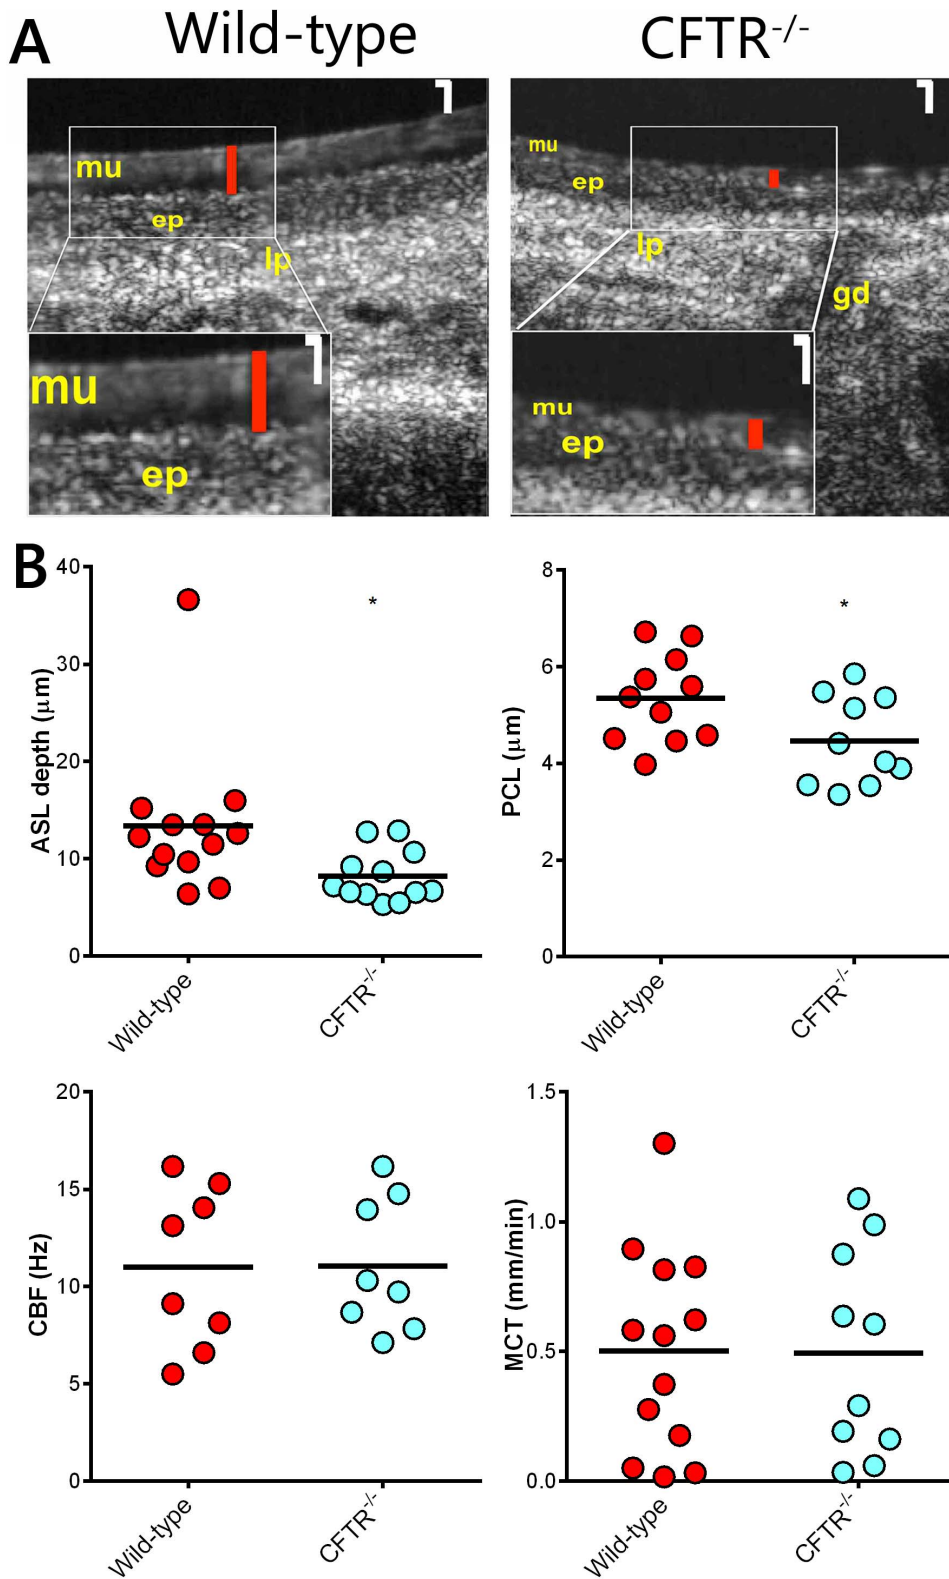 A
Wild-type
CFTR-/-
mu
ep
lp
mu
ep
mu
ep
lp
gd
mu
ep
B
40
30
20
10
0
ASL depth (μm)
*
Wild-type
CFTR-/-
8
6
4
2
0
PCL (μm)
*
Wild-type
CFTR-/-
20
15
10
5
0
CBF (Hz)
Wild-type
CFTR-/-
1.5
1.0
0.5
0.0
MCT (mm/min)
Wild-type
CFTR-/-